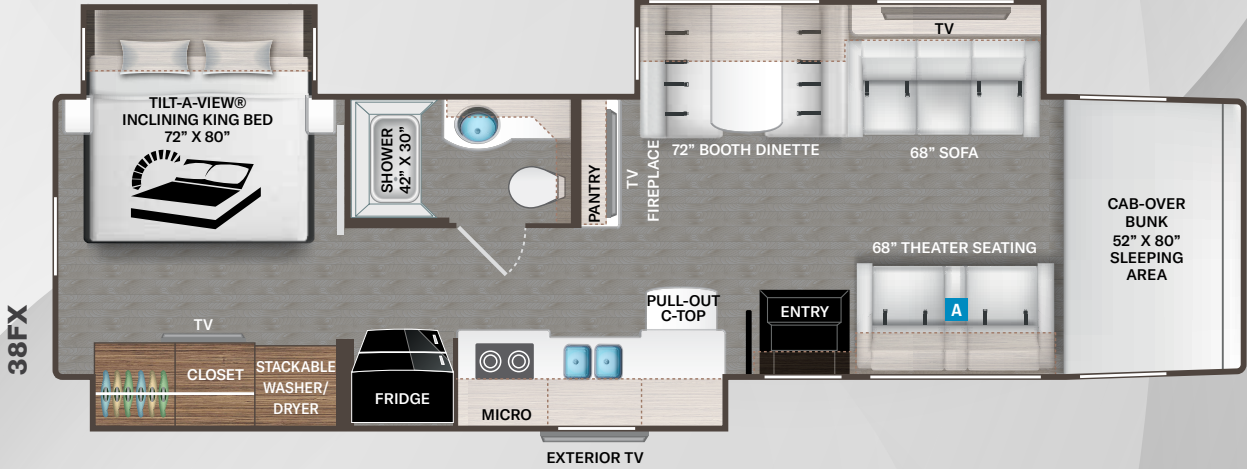 38FX
TILT-A-VIEW®
INCLINING KING BED
72” X 80”
SHOWER
42” X 30”
PANTRY
TV
FIREPLACE
72” BOOTH DINETTE
TV
68” SOFA
CAB-OVER
BUNK
52” X 80”
SLEEPING
AREA
68” THEATER SEATING
A
ENTRY
PULL-OUT
C-TOP
TV
CLOSET
STACKABLE
WASHER/
DRYER
FRIDGE
MICRO
EXTERIOR TV